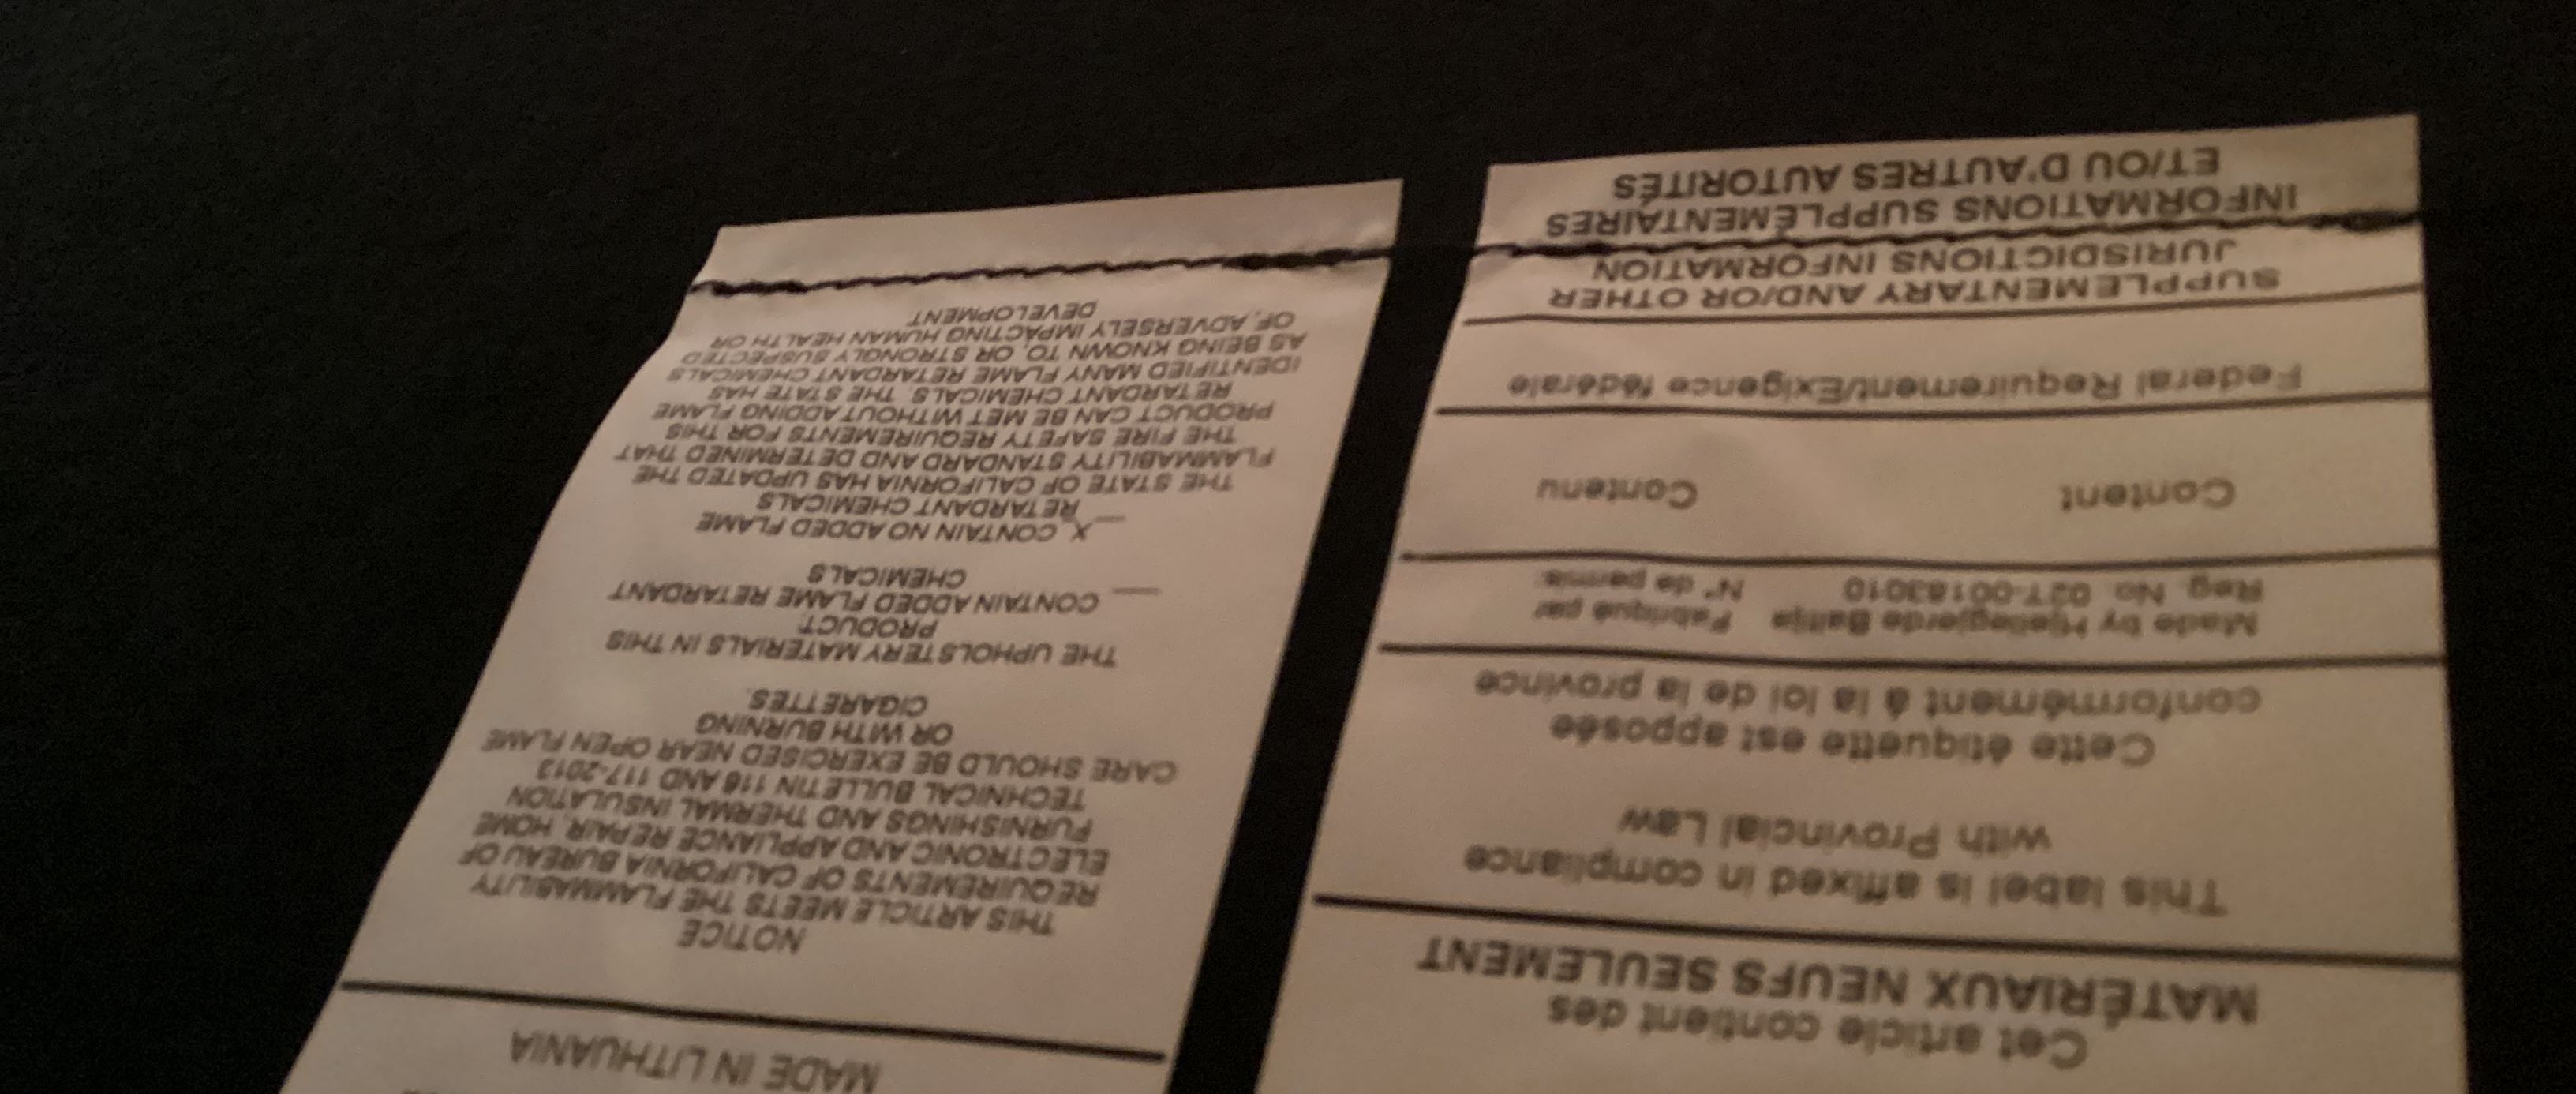 MADE IN LITHUANIA
NOTICE
THIS ARTICLE MEETS THE FLAMMABILITY
REQUIREMENTS OF CALIFORNIA BUREAU OF
ELECTRONIC AND APPLIANCE REPAIR, HOME
FURNISHINGS AND THERMAL INSULATION
TECHNICAL BULLETIN 116 AND 117-2013
CARE SHOULD BE EXERCISED NEAR OPEN FLAME
OR WITH BURNING
CIGARETTES.
THE UPHOLSTERY MATERIALS IN THIS
PRODUCT:
___ CONTAIN ADDED FLAME RETARDANT
CHEMICALS
_X_ CONTAIN NO ADDED FLAME
RETARDANT CHEMICALS
THE STATE OF CALIFORNIA HAS UPDATED THE
FLAMMABILITY STANDARD AND DETERMINED THAT
THE FIRE SAFETY REQUIREMENTS FOR THIS
PRODUCT CAN BE MET WITHOUT ADDING FLAME
RETARDANT CHEMICALS. THE STATE HAS
IDENTIFIED MANY FLAME RETARDANT CHEMICALS
AS BEING KNOWN TO, OR STRONGLY SUSPECTED
OF, ADVERSELY IMPACTING HUMAN HEALTH OR
DEVELOPMENT
Cet article contient des
MATÉRIAUX NEUFS SEULEMENT
This label is affixed in compliance
with Provincial Law
Cette étiquette est apposée
conformément à la loi de la province
Made by Hjellegjerde Baltija Fabriqué par
Reg. No. 02T-00183010 N° de permis:
Content Contenu
Federal Requirement/Exigence fédérale
SUPPLEMENTARY AND/OR OTHER
JURISDICTIONS INFORMATION
INFORMATIONS SUPPLÉMENTAIRES
ET/OU D'AUTRES AUTORITÉS